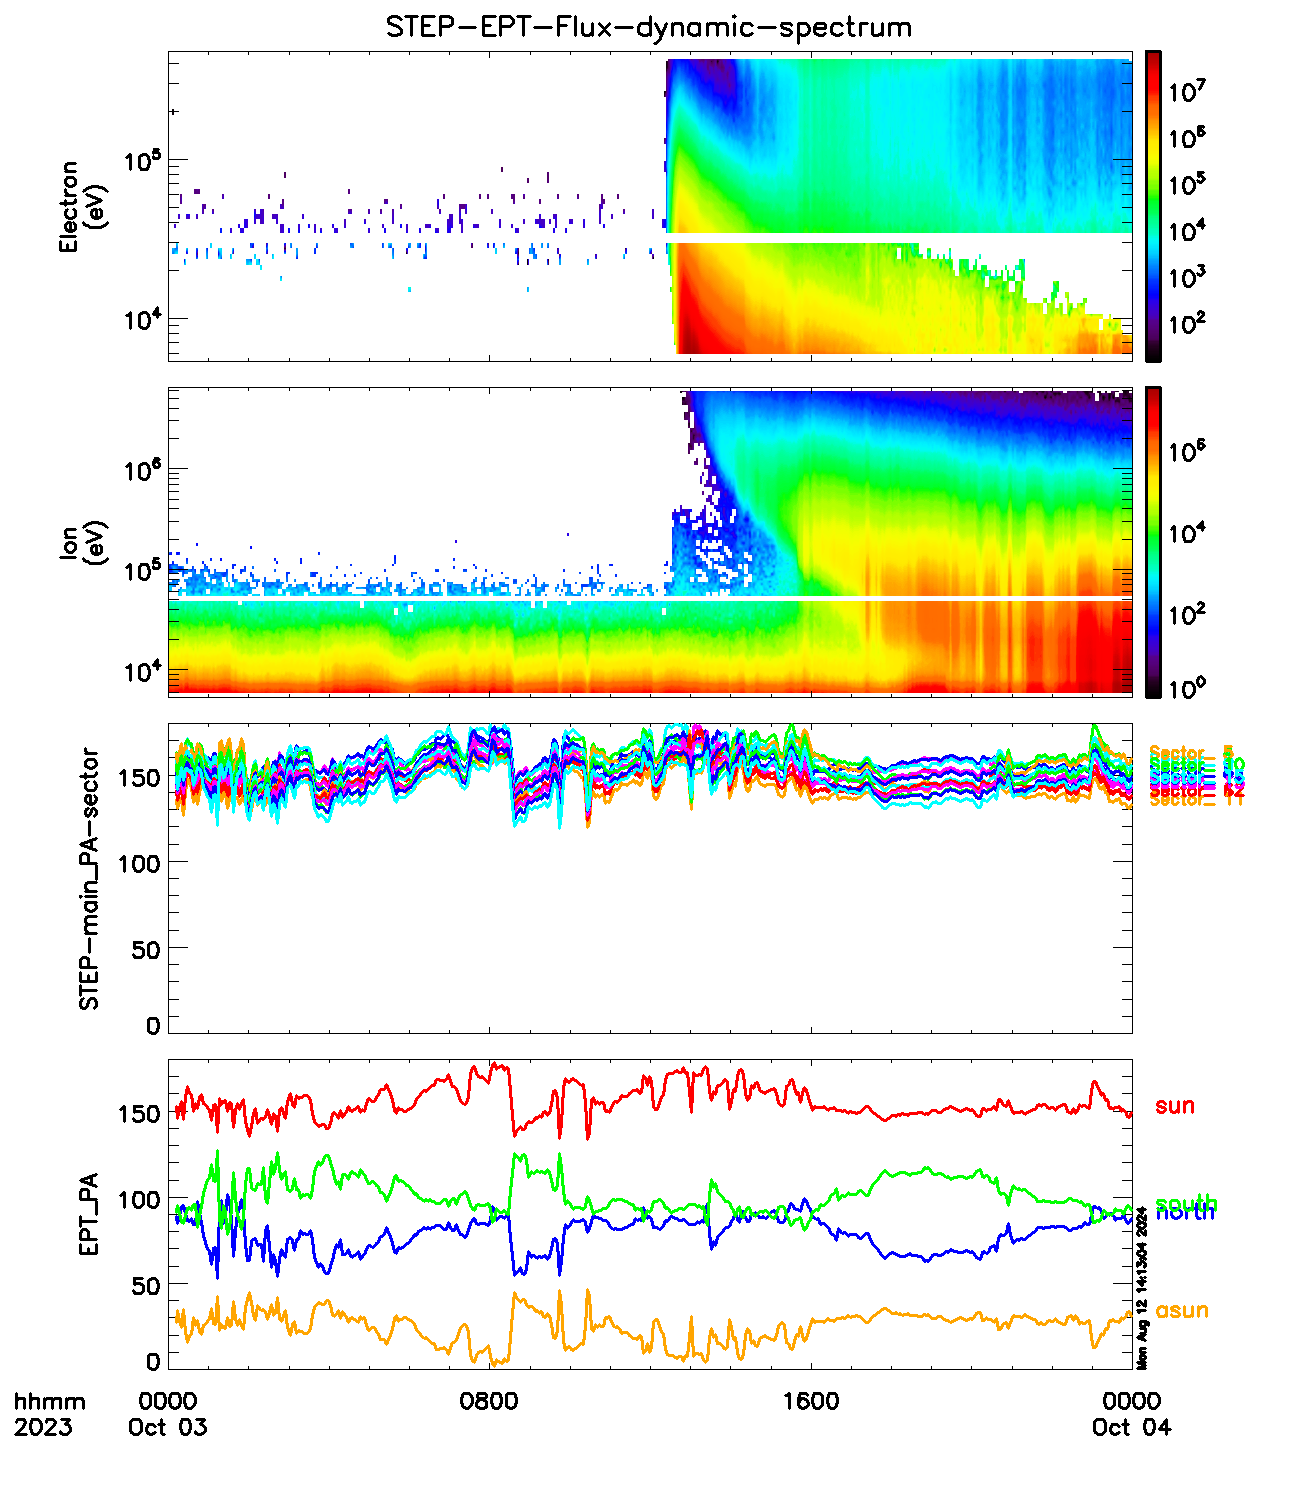 STEP-EPT-Flux-dynamic-spectrum
Electron
(eV)
10^5
10^4
10^7
10^6
10^5
10^4
10^3
10^2
Ion
(eV)
10^6
10^5
10^4
10^6
10^4
10^2
10^0
STEP-main_PA-sector
150
100
50
0
Sector_ 5
Sector_ 11
EPT_PA
150
100
50
0
sun
south
north
asun
Mon Aug 12 14:13:04 2024
hhmm
2023
0000
0800
1600
0000
Oct 03
Oct 04